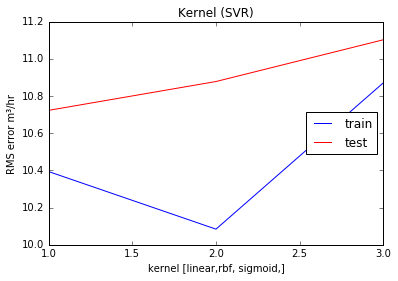 Kernel (SVR)
RMS error m³/hr
11.2
11.0
10.8
10.6
10.4
10.2
10.0
train
test
1.0 1.5 2.0 2.5 3.0
kernel [linear,rbf, sigmoid,]